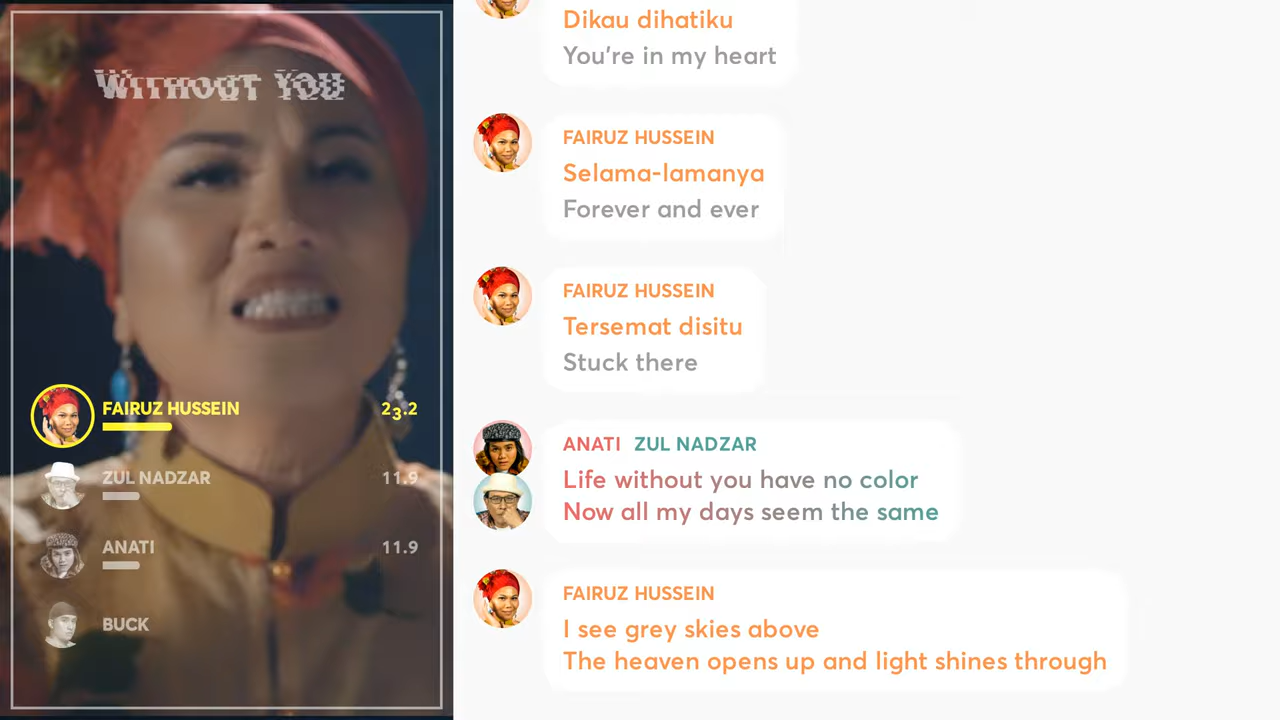 WITHOUT YOU
FAIRUZ HUSSEIN
23.2
ZUL NADZAR
11.9
ANATI
11.9
BUCK
Dikau dihatiku
You're in my heart
FAIRUZ HUSSEIN
Selama-lamanya
Forever and ever
FAIRUZ HUSSEIN
Tersemat disitu
Stuck there
ANATI ZUL NADZAR
Life without you have no color
Now all my days seem the same
FAIRUZ HUSSEIN
I see grey skies above
The heaven opens up and light shines through